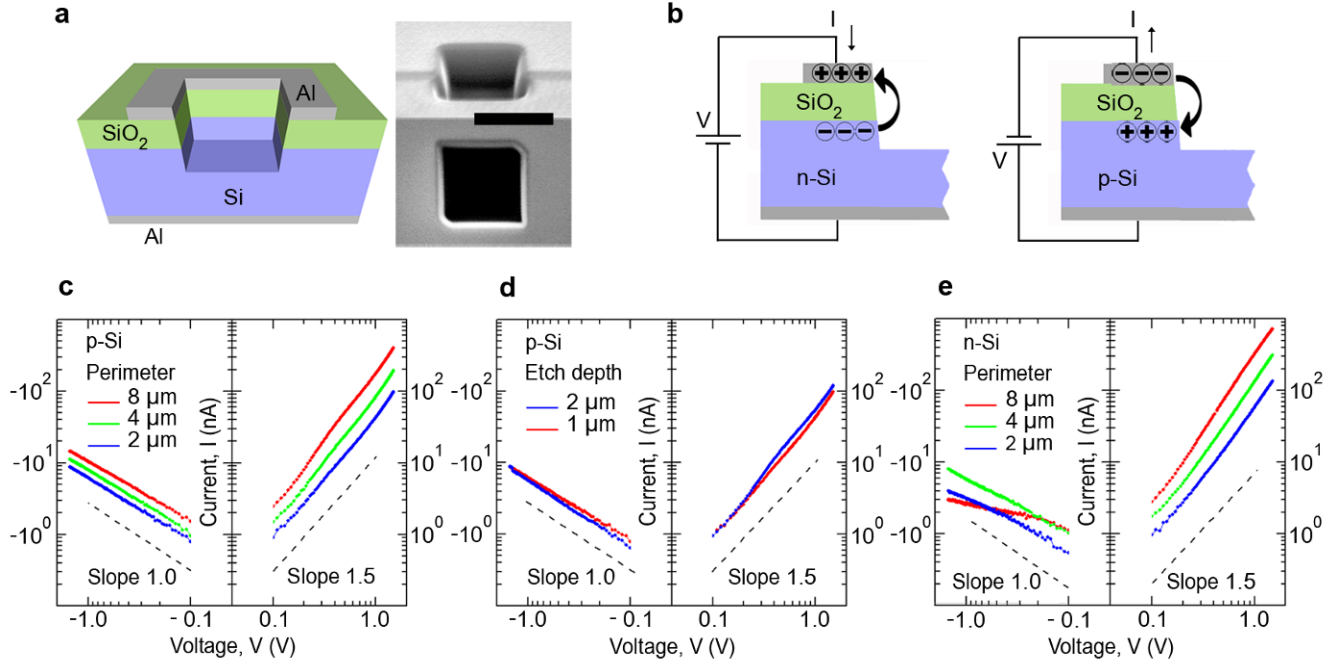 a
Al
SiO2
Si
Al
b
I
V
SiO2
n-Si
I
V
SiO2
p-Si
c
p-Si
Perimeter
8 µm
4 µm
2 µm
-10^2
-10^1
-10^0
Current, I (nA)
10^2
10^1
10^0
Slope 1.0
Slope 1.5
-1.0
-0.1
0.1
1.0
Voltage, V (V)
d
p-Si
Etch depth
2 µm
1 µm
-10^2
-10^1
-10^0
Current, I (nA)
10^2
10^1
10^0
Slope 1.0
Slope 1.5
-1.0
-0.1
0.1
1.0
Voltage, V (V)
e
n-Si
Perimeter
8 µm
4 µm
2 µm
-10^2
-10^1
-10^0
Current, I (nA)
10^2
10^1
10^0
Slope 1.0
Slope 1.5
-1.0
-0.1
0.1
1.0
Voltage, V (V)